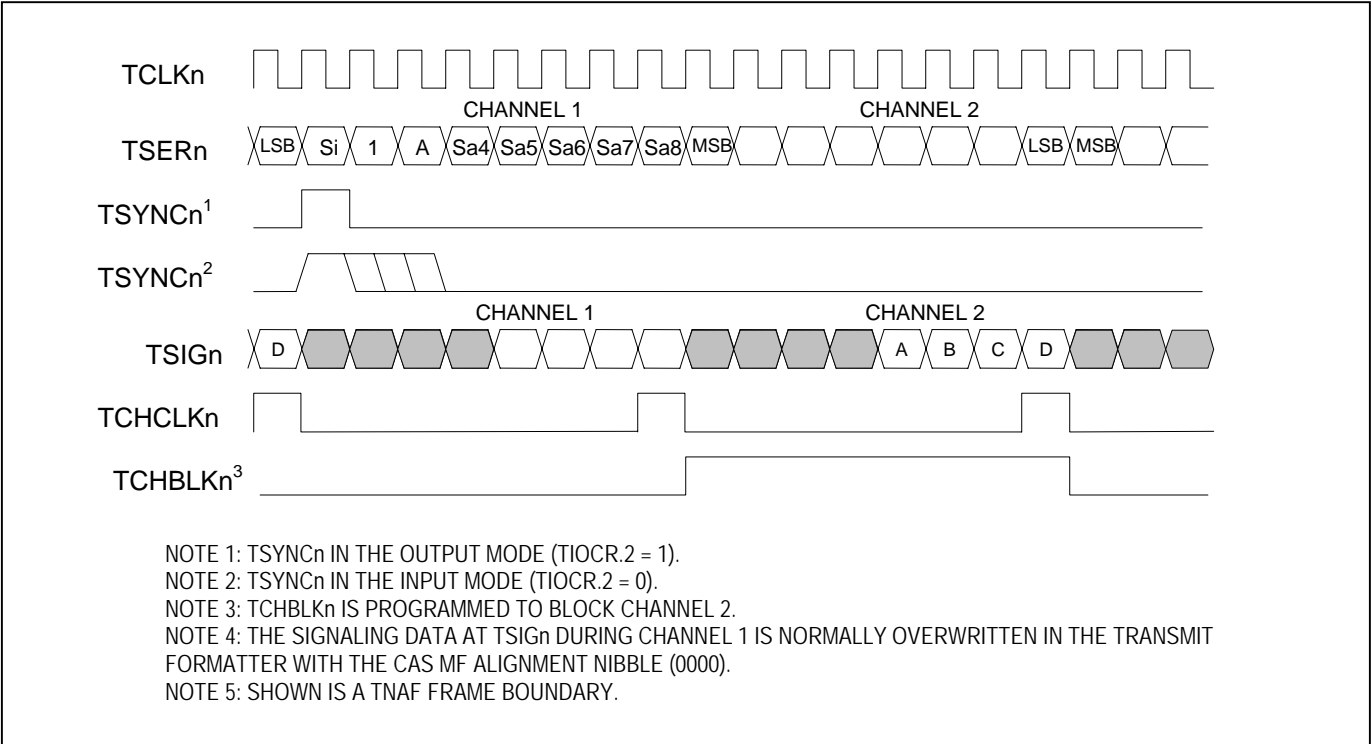 TCLKn
CHANNEL 1 CHANNEL 2
TSERn LSB Si 1 A Sa4 Sa5 Sa6 Sa7 Sa8 MSB LSB MSB
TSYNCn1
TSYNCn2
CHANNEL 1 CHANNEL 2
TSIGn D A B C D
TCHCLKn
TCHBLKn3
NOTE 1: TSYNCn IN THE OUTPUT MODE (TIOCR.2 = 1).
NOTE 2: TSYNCn IN THE INPUT MODE (TIOCR.2 = 0).
NOTE 3: TCHBLKn IS PROGRAMMED TO BLOCK CHANNEL 2.
NOTE 4: THE SIGNALING DATA AT TSIGn DURING CHANNEL 1 IS NORMALLY OVERWRITTEN IN THE TRANSMIT
FORMATTER WITH THE CAS MF ALIGNMENT NIBBLE (0000).
NOTE 5: SHOWN IS A TNAF FRAME BOUNDARY.